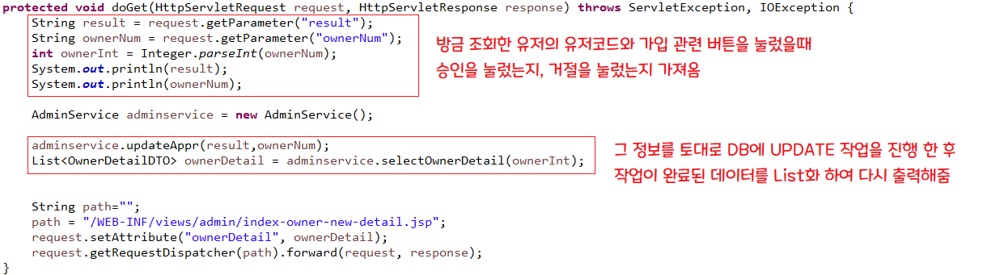 protected void doGet(HttpServletRequest request, HttpServletResponse response) throws ServletException, IOException {
String result = request.getParameter("result");
String ownerNum = request.getParameter("ownerNum");
int ownerInt = Integer.parseInt(ownerNum);
System.out.println(result);
System.out.println(ownerNum);
방금 조회한 유저의 유저코드와 가입 관련 버튼을 눌렀을때
승인을 눌렀는지, 거절을 눌렀는지 가져옴
AdminService adminservice = new AdminService();
adminservice.updateAppr(result,ownerNum);
List<OwnerDetailDTO> ownerDetail = adminservice.selectOwnerDetail(ownerInt);
그 정보를 토대로 DB에 UPDATE 작업을 진행 한 후
작업이 완료된 데이터를 List화 하여 다시 출력해줌
String path="";
path = "/WEB-INF/views/admin/index-owner-new-detail.jsp";
request.setAttribute("ownerDetail", ownerDetail);
request.getRequestDispatcher(path).forward(request, response);
}